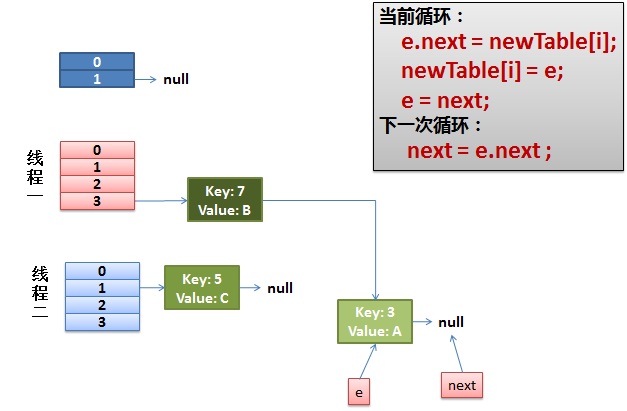 当前循环：
e.next = newTable[i];
newTable[i] = e;
e = next;
下一次循环：
next = e.next ;
0
1
null
线程一
0
1
2
3
Key: 7
Value: B
线程二
0
1
2
3
Key: 5
Value: C
null
Key: 3
Value: A
null
e
next